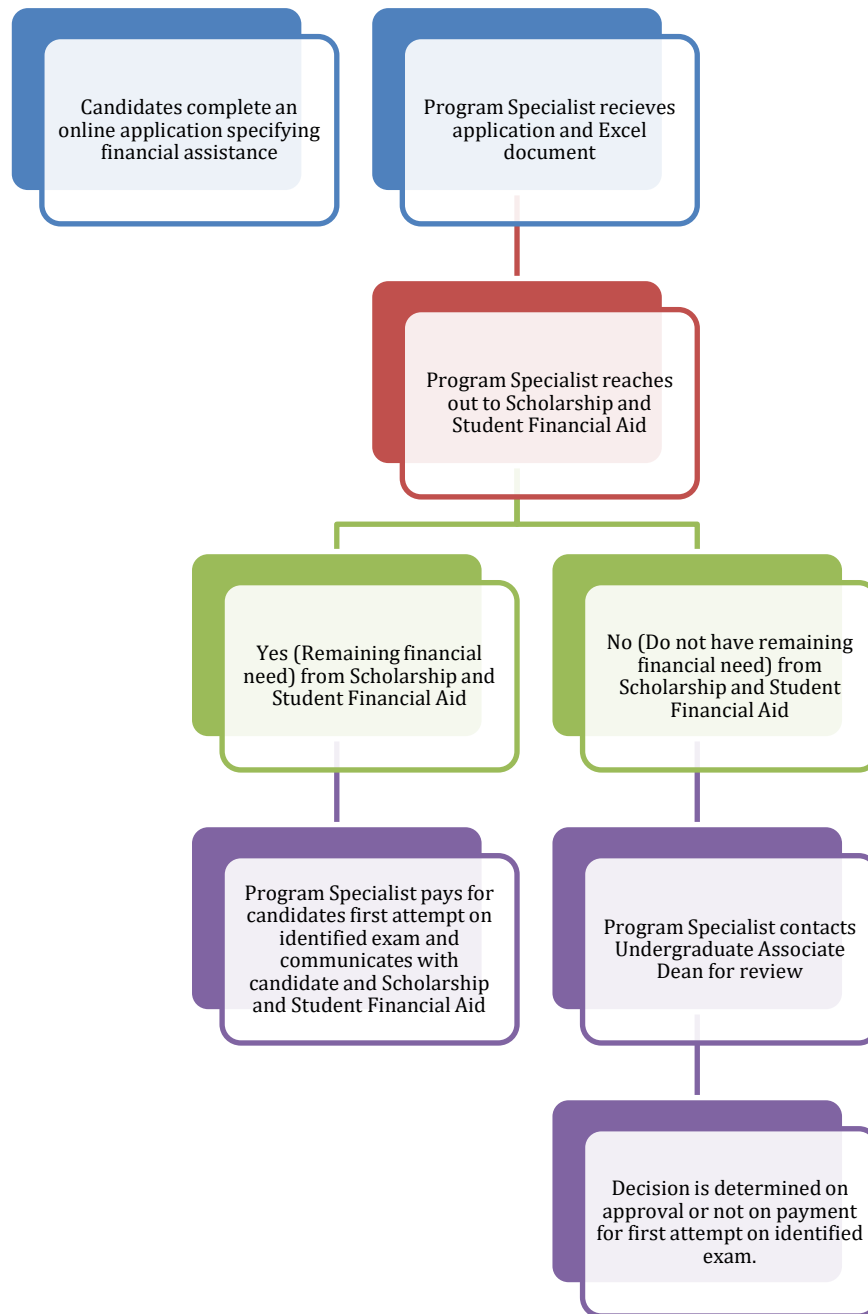 Candidates complete an
online application specifying
financial assistance
Program Specialist recieves
application and Excel
document
Program Specialist reaches
out to Scholarship and
Student Financial Aid
Yes (Remaining financial
need) from Scholarship and
Student Financial Aid
No (Do not have remaining
financial need) from
Scholarship and Student
Financial Aid
Program Specialist pays for
candidates first attempt on
identified exam and
communicates with
candidate and Scholarship
and Student Financial Aid
Program Specialist contacts
Undergraduate Associate
Dean for review
Decision is determined on
approval or not on payment
for first attempt on identified
exam.